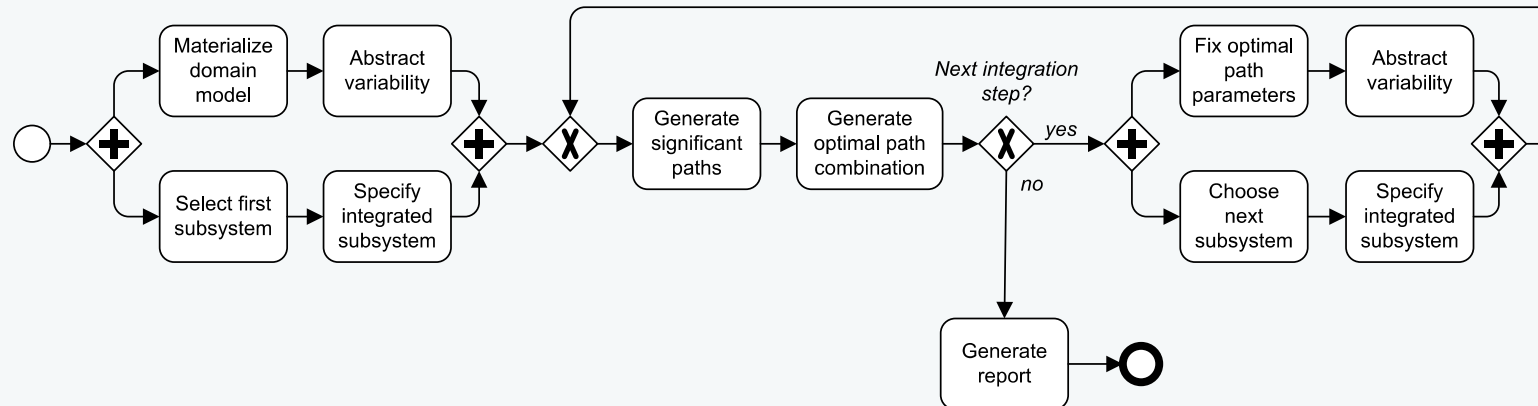 Materialize
domain
model
Abstract
variability
Select first
subsystem
Specify
integrated
subsystem
Generate
significant
paths
Generate
optimal path
combination
Next integration
step?
yes
no
Fix optimal
path
parameters
Abstract
variability
Choose
next
subsystem
Specify
integrated
subsystem
Generate
report